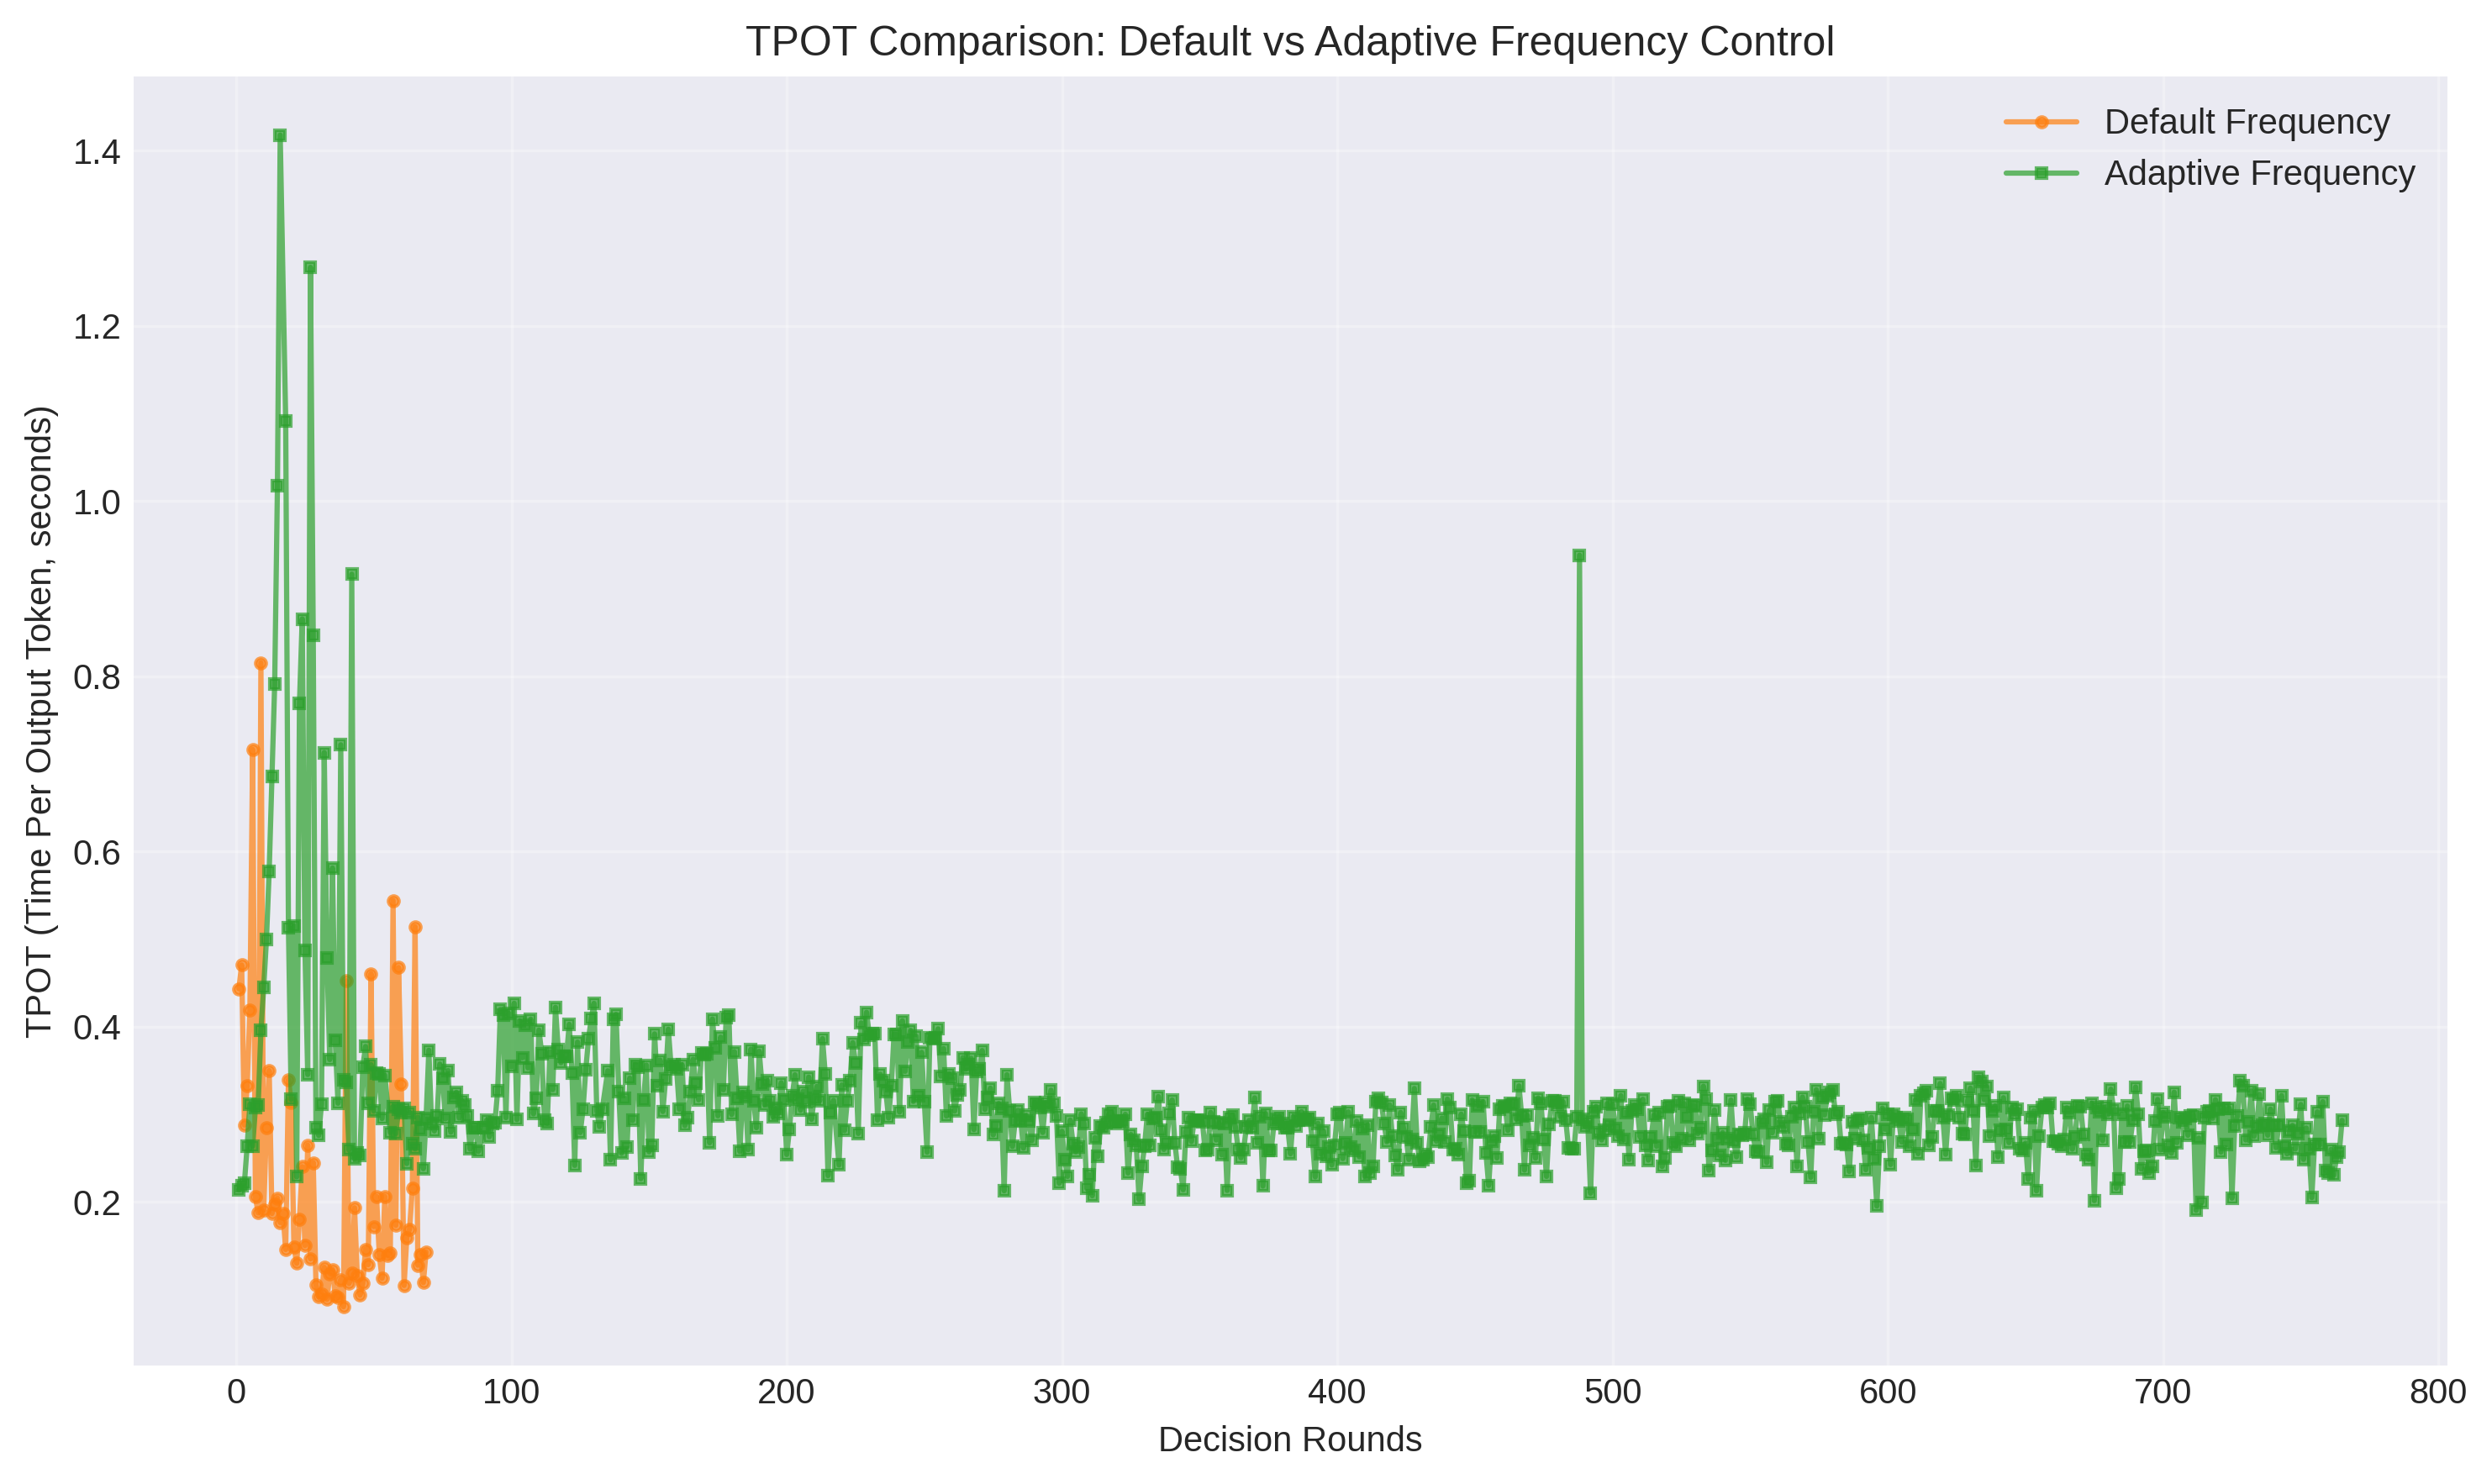 TPOT Comparison: Default vs Adaptive Frequency Control
Default Frequency
Adaptive Frequency
TPOT (Time Per Output Token, seconds)
1.4
1.2
1.0
0.8
0.6
0.4
0.2
0 100 200 300 400 500 600 700 800
Decision Rounds